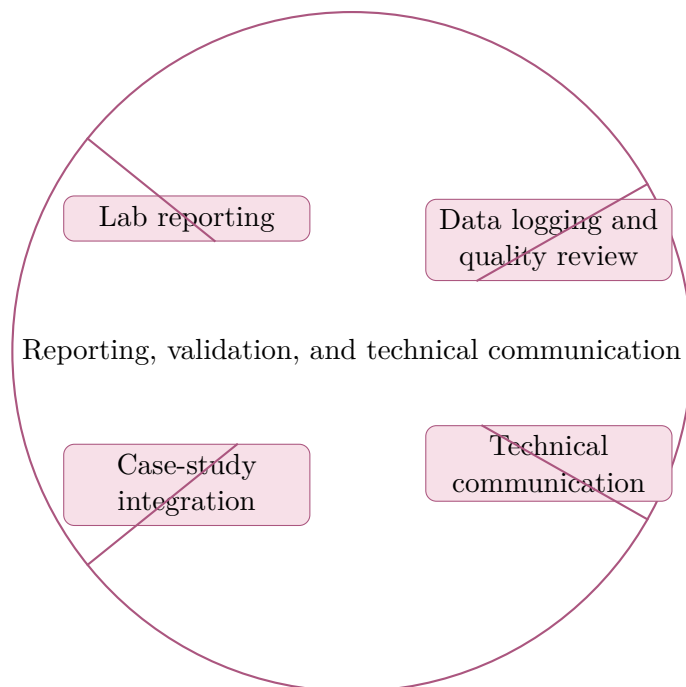 Lab reporting
Data logging and
quality review
Reporting, validation, and technical communication
Case-study
integration
Technical
communication